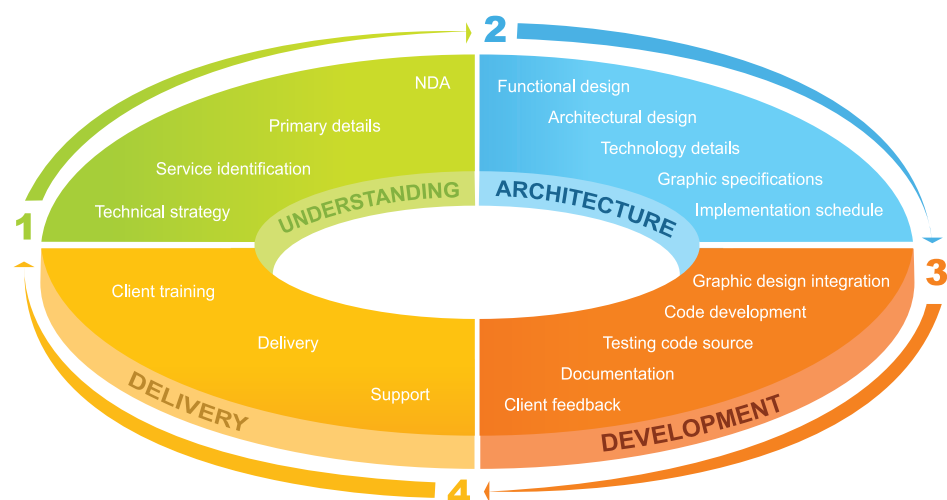 1
NDA
Primary details
Service identification
Technical strategy
UNDERSTANDING
2
Functional design
Architectural design
Technology details
Graphic specifications
Implementation schedule
ARCHITECTURE
3
Graphic design integration
Code development
Testing code source
Documentation
Client feedback
DEVELOPMENT
4
Client training
Delivery
Support
DELIVERY